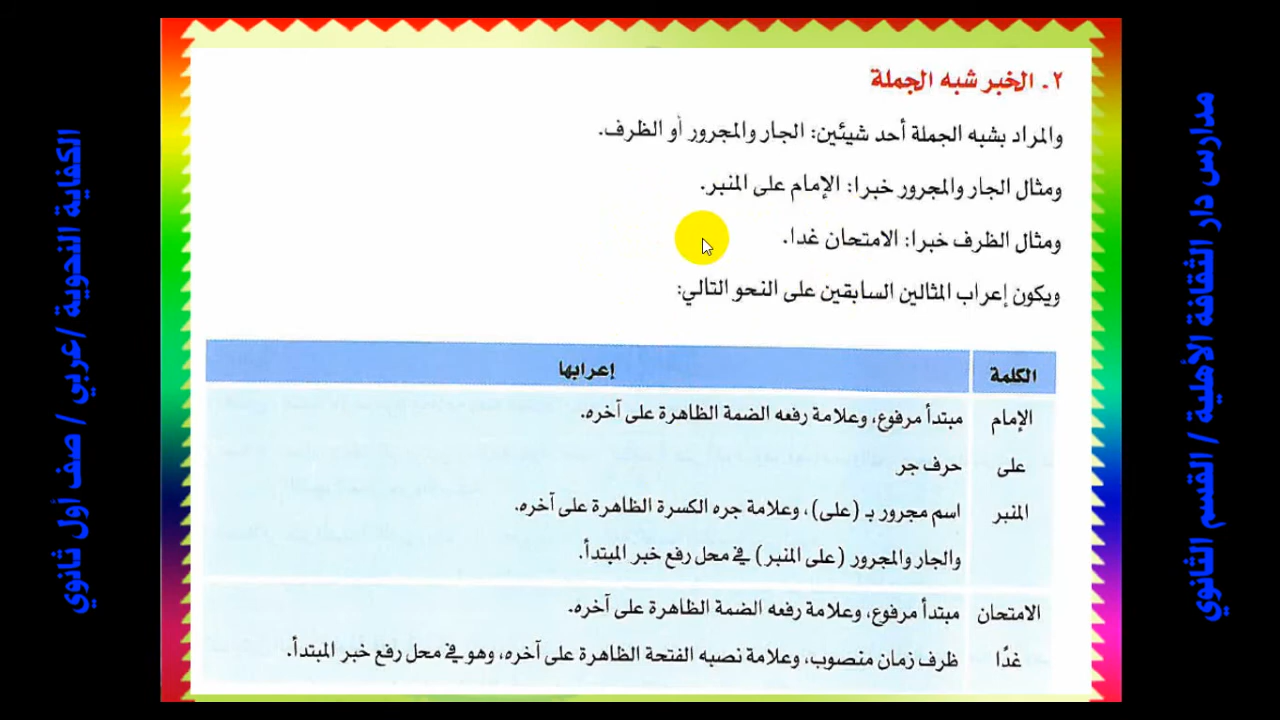 مدارس دار الثقافة الأهلية / القسم الثانوي
٢. الخبر شبه الجملة
والمراد بشبه الجملة أحد شيئين: الجار والمجرور أو الظرف.
ومثال الجار والمجرور خبرا: الإمام على المنبر.
ومثال الظرف خبرا: الامتحان غدا.
ويكون إعراب المثالين السابقين على النحو التالي:
الكلمة إعرابها
الإمام مبتدأ مرفوع، وعلامة رفعه الضمة الظاهرة على آخره.
على حرف جر
المنبر اسم مجرور بـ (على)، وعلامة جره الكسرة الظاهرة على آخره.
والجار والمجرور (على المنبر) في محل رفع خبر المبتدأ.
الامتحان مبتدأ مرفوع، وعلامة رفعه الضمة الظاهرة على آخره.
غدًا ظرف زمان منصوب، وعلامة نصبه الفتحة الظاهرة على آخره، وهو في محل رفع خبر المبتدأ.
الكفاية النحوية /عربي / صف أول ثانوي